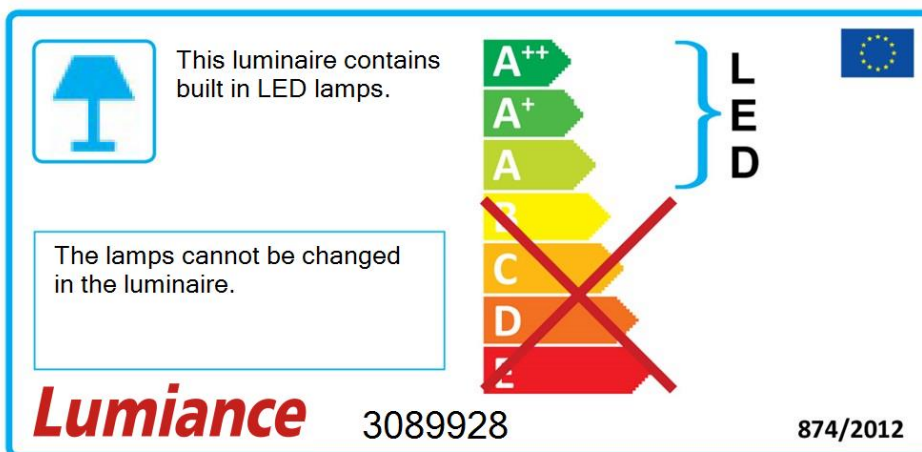 This luminaire contains
built in LED lamps.
A++
A+
A
B
C
D
E
L
E
D
The lamps cannot be changed
in the luminaire.
Lumiance
3089928
874/2012